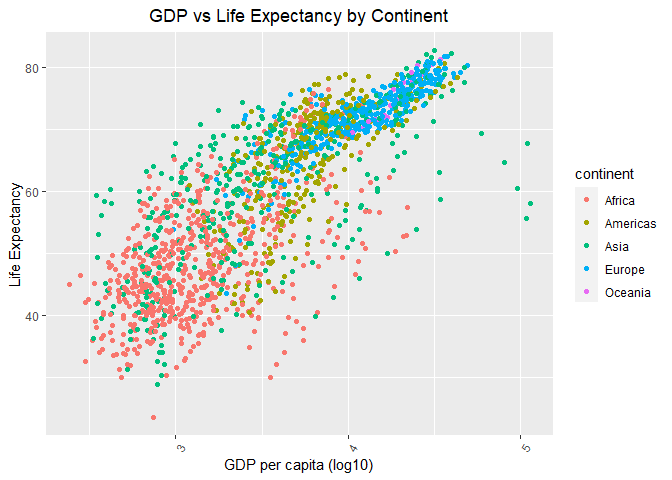 GDP vs Life Expectancy by Continent
80
60
40
Life Expectancy
3
4
5
GDP per capita (log10)
continent
Africa
Americas
Asia
Europe
Oceania